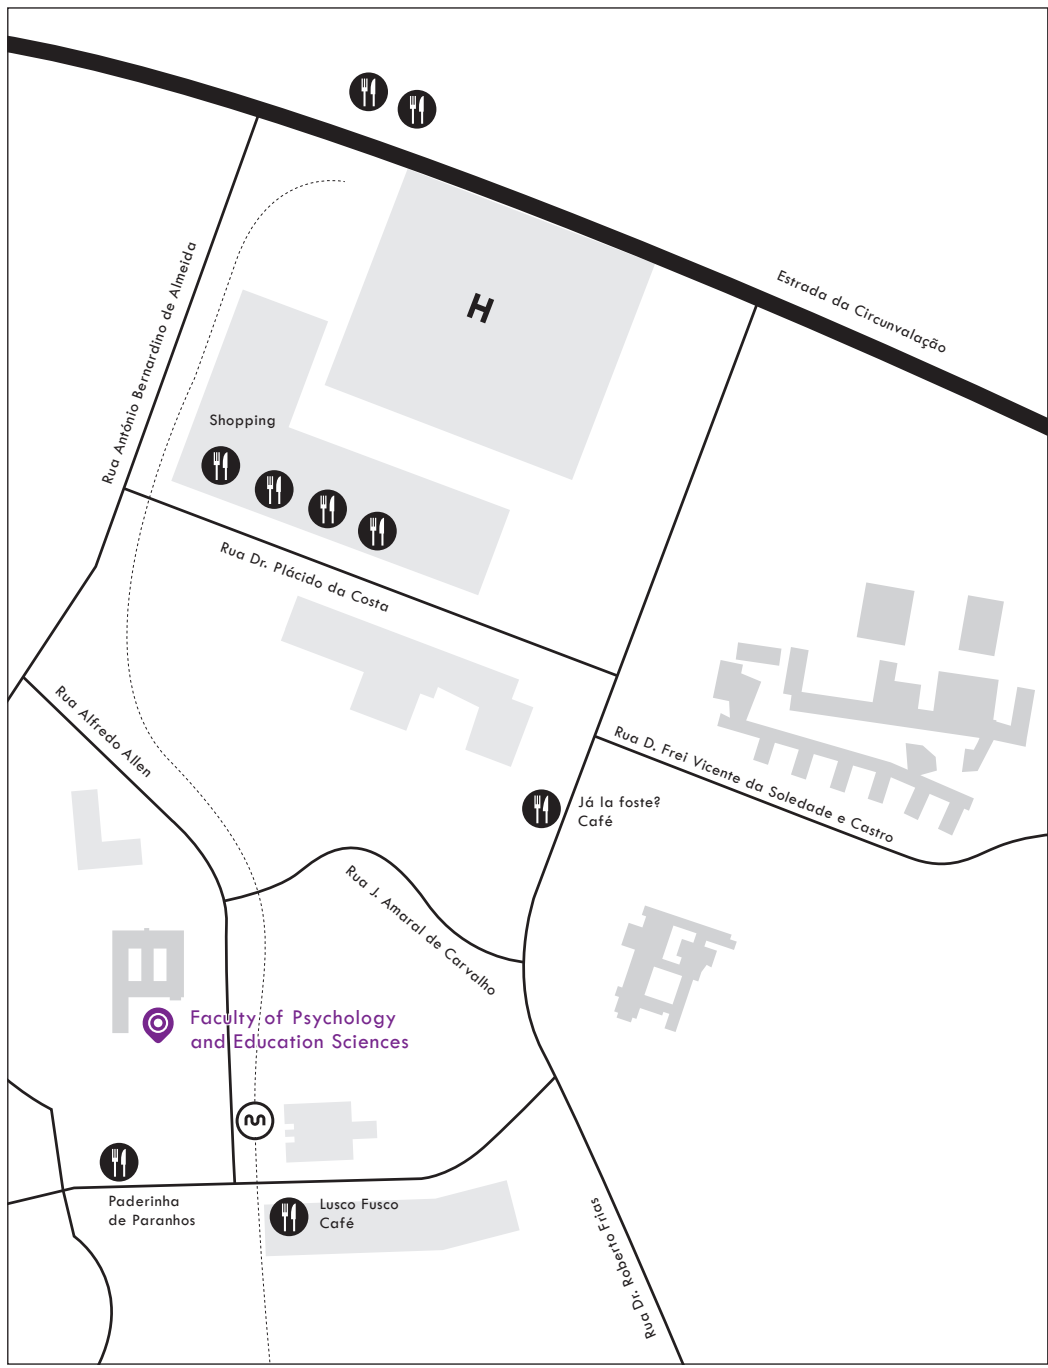 Estrada da Circunvalação
Rua António Bernardino de Almeida
H
Shopping
Rua Dr. Plácido da Costa
Rua Alfredo Allen
Rua D. Frei Vicente da Soledade e Castro
Já la foste?
Café
Rua J. Amaral de Carvalho
Faculty of Psychology
and Education Sciences
Paderinha
de Paranhos
Lusco Fusco
Café
Rua Dr. Roberto Frias